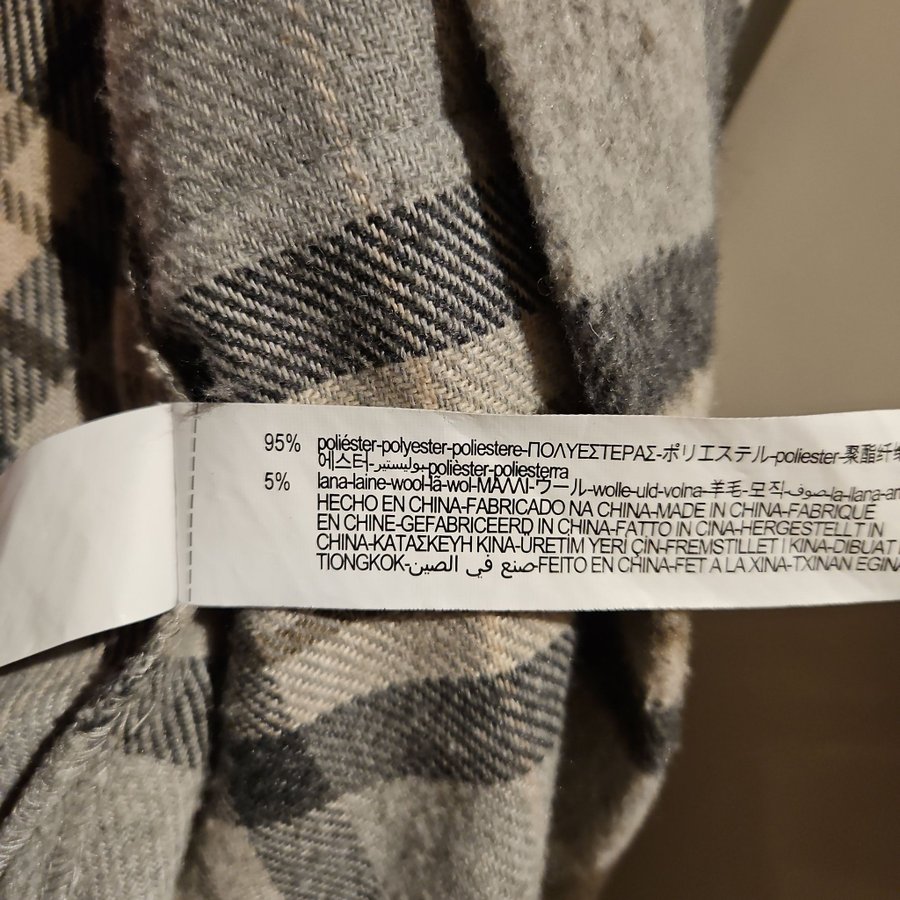 95% poliéster-polyester-poliestere-ΠΟΛΥΕΣΤΕΡΑΣ-ポリエステル-poliester-聚酯纤维
에스터-بوليستير-polièster-poliesterra
5% lana-laine-wool-lã-wol-ΜΑΛΛΙ-ウール-wolle-uld-volna-羊毛-모직-صوف-la-llana-ar
HECHO EN CHINA-FABRICADO NA CHINA-MADE IN CHINA-FABRIQUE
EN CHINE-GEFABRICEERD IN CHINA-FATTO IN CINA-HERGESTELLT IN
CHINA-ΚΑΤΑΣΚΕΥΗ ΚΙΝΑ-ÜRETİM YERİ ÇİN-FREMSTILLET I KINA-DIBUAT
TIONGKOK-صنع في الصين-FEITO EN CHINA-FET A LA XINA-TXINAN EGINA